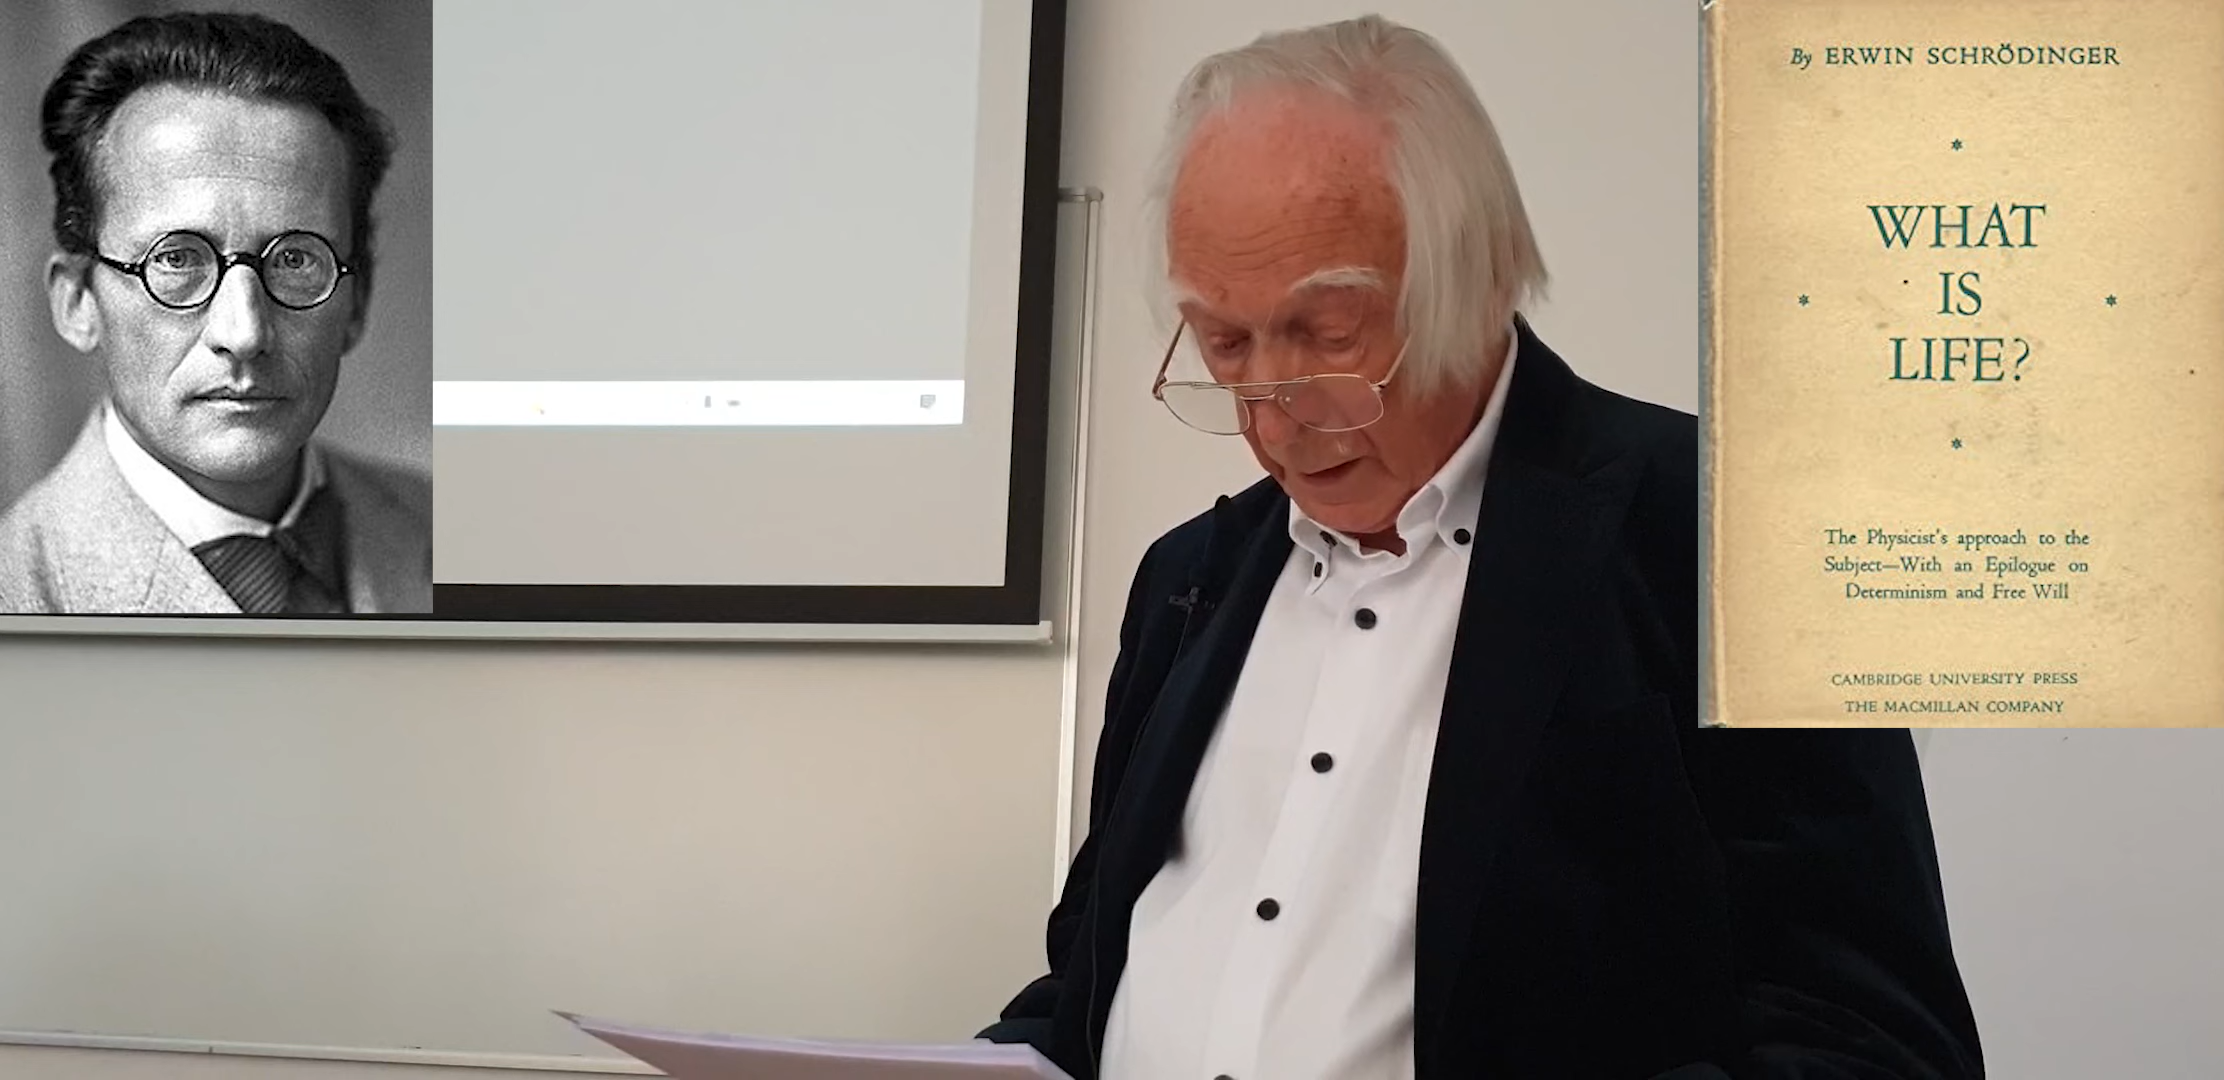 By ERWIN SCHRÖDINGER
WHAT
IS
LIFE?
The Physicist's approach to the
Subject—With an Epilogue on
Determinism and Free Will
CAMBRIDGE UNIVERSITY PRESS
THE MACMILLAN COMPANY